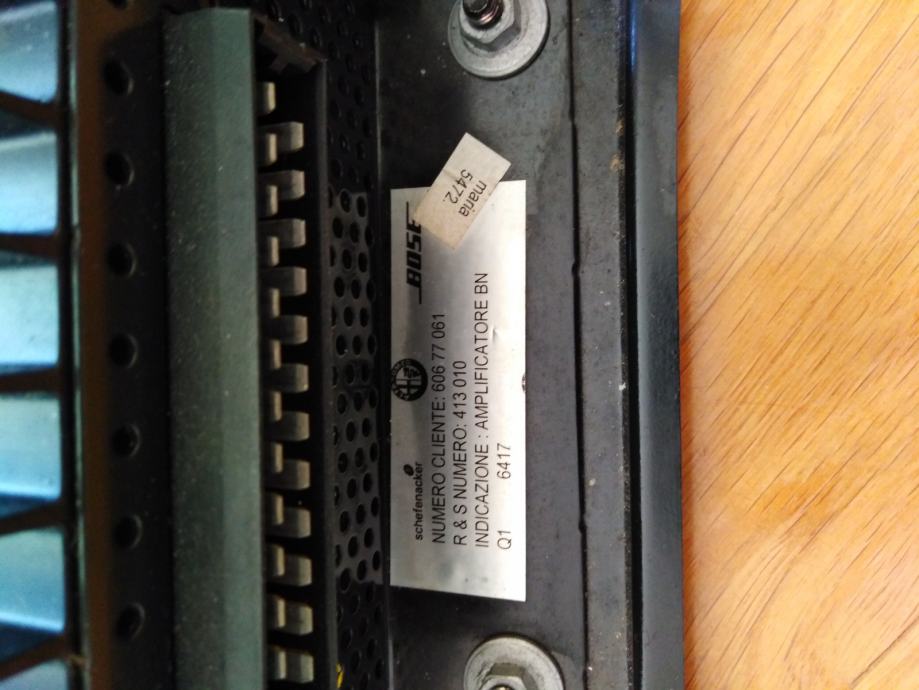 schefenacker
BOSE
NUMERO CLIENTE: 606 77 061
R & S NUMERO: 413 010
INDICAZIONE : AMPLIFICATORE BN
Q1 6417
maria
5472.